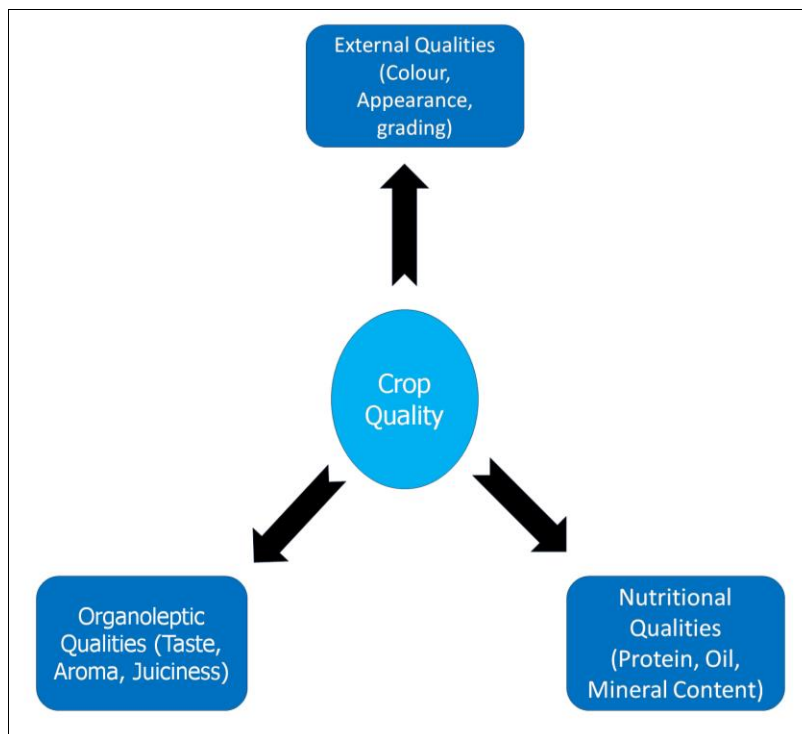 External Qualities
(Colour,
Appearance,
grading)
Crop
Quality
Organoleptic
Qualities (Taste,
Aroma, Juiciness)
Nutritional
Qualities
(Protein, Oil,
Mineral Content)